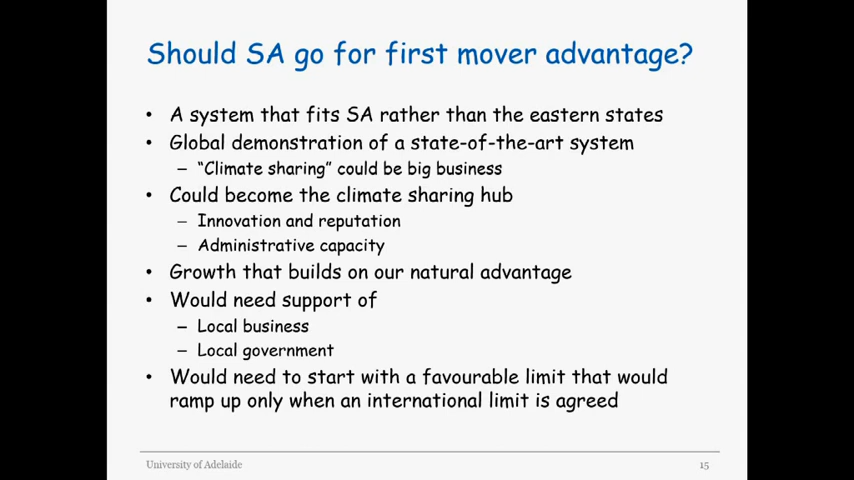 Should SA go for first mover advantage?
• A system that fits SA rather than the eastern states
• Global demonstration of a state-of-the-art system
– “Climate sharing” could be big business
• Could become the climate sharing hub
– Innovation and reputation
– Administrative capacity
• Growth that builds on our natural advantage
• Would need support of
– Local business
– Local government
• Would need to start with a favourable limit that would
ramp up only when an international limit is agreed
University of Adelaide
15